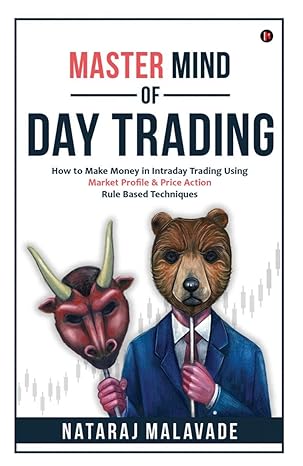 MASTER MIND
OF
DAY TRADING
How to Make Money in Intraday Trading Using
Market Profile & Price Action
Rule Based Techniques
NATARAJ MALAVADE